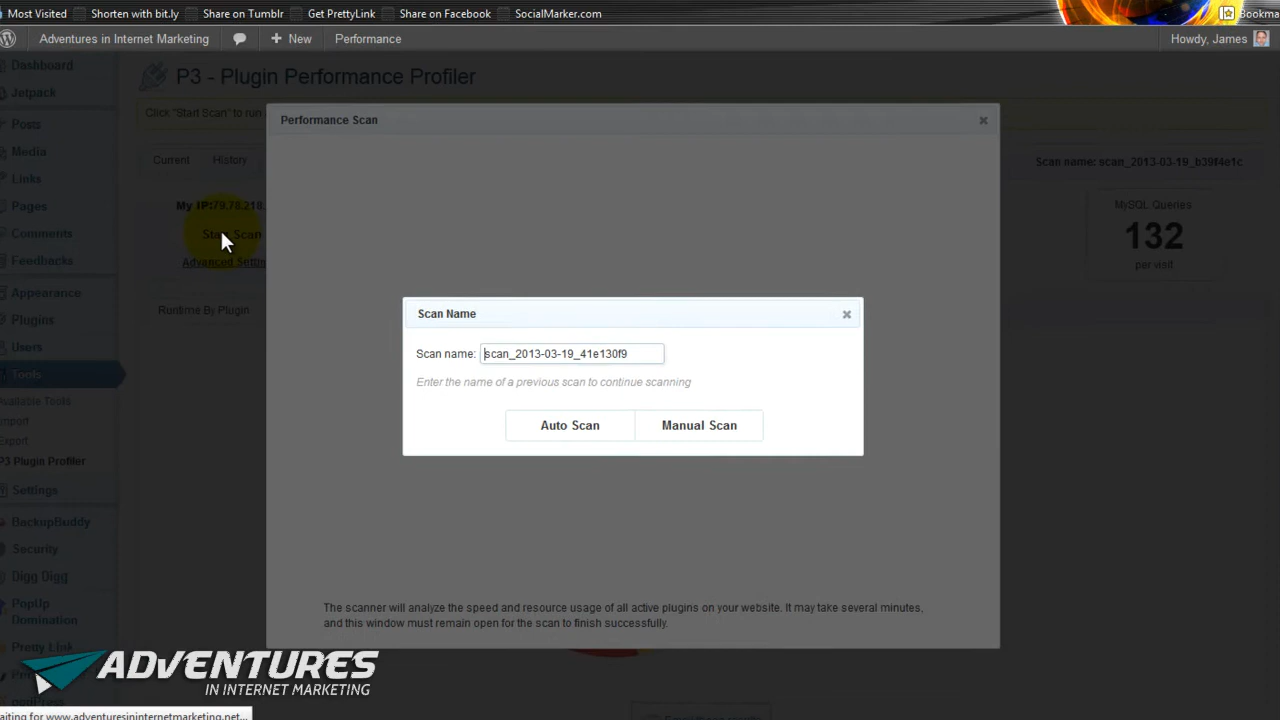 Most Visited Shorten with bit.ly Share on Tumblr Get PrettyLink Share on Facebook SocialMarker.com Bookma
Adventures in Internet Marketing + New Performance Howdy, James
Dashboard
Jetpack
Posts
Media
Links
Pages
Comments
Feedbacks
Appearance
Plugins
Users
Tools
Available Tools
Import
Export
P3 Plugin Profiler
Settings
BackupBuddy
Security
Digg Digg
PopUp
Domination
Pretty Link
P3 - Plugin Performance Profiler
Click "Start Scan" to run
Current History
Scan name: scan_2013-03-19_b39f4e1c
My IP:79.78.218.
Start Scan
Advanced Settin
MySQL Queries
132
per visit
Runtime By Plugin
Performance Scan
Scan Name
Scan name: scan_2013-03-19_41e130f9
Enter the name of a previous scan to continue scanning
Auto Scan Manual Scan
The scanner will analyze the speed and resource usage of all active plugins on your website. It may take several minutes,
and this window must remain open for the scan to finish successfully.
ADVENTURES
IN INTERNET MARKETING
aiting for www.adventuresininternetmarketing.net...